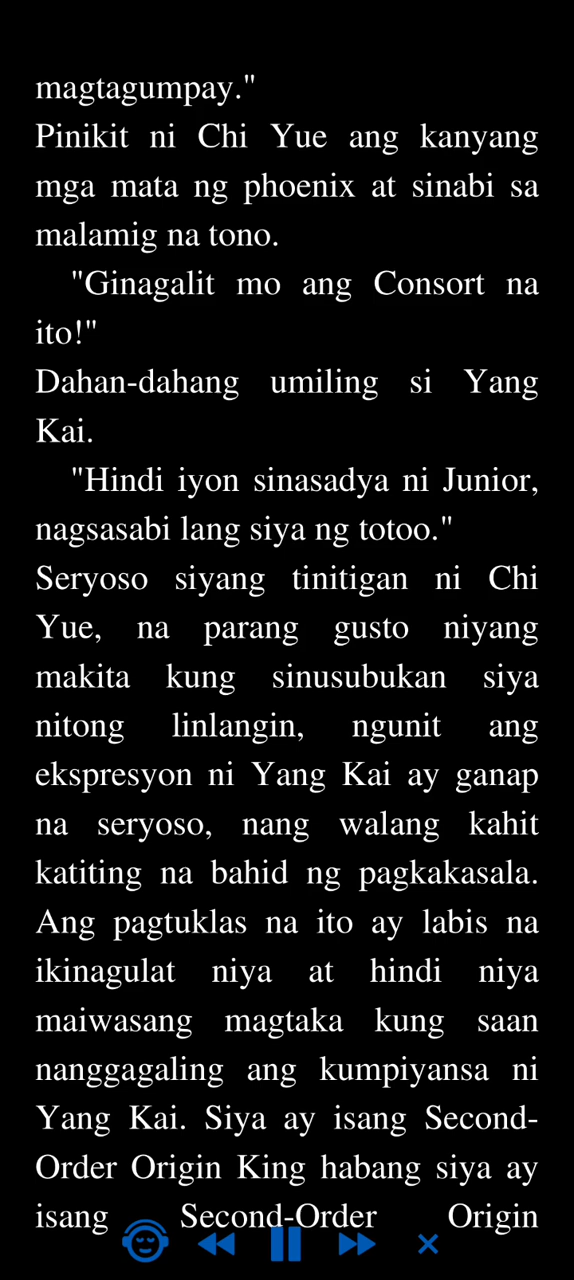 magtagumpay."
Pinikit ni Chi Yue ang kanyang
mga mata ng phoenix at sinabi sa
malamig na tono.
"Ginagalit mo ang Consort na
ito!"
Dahan-dahang umiling si Yang
Kai.
"Hindi iyon sinasadya ni Junior,
nagsasabi lang siya ng totoo."
Seryoso siyang tinitigan ni Chi
Yue, na parang gusto niyang
makita kung sinusubukan siya
nitong linlangin, ngunit ang
ekspresyon ni Yang Kai ay ganap
na seryoso, nang walang kahit
katiting na bahid ng pagkakasala.
Ang pagtuklas na ito ay labis na
ikinagulat niya at hindi niya
maiwasang magtaka kung saan
nanggagaling ang kumpiyansa ni
Yang Kai. Siya ay isang Second-
Order Origin King habang siya ay
isang Second-Order Origin